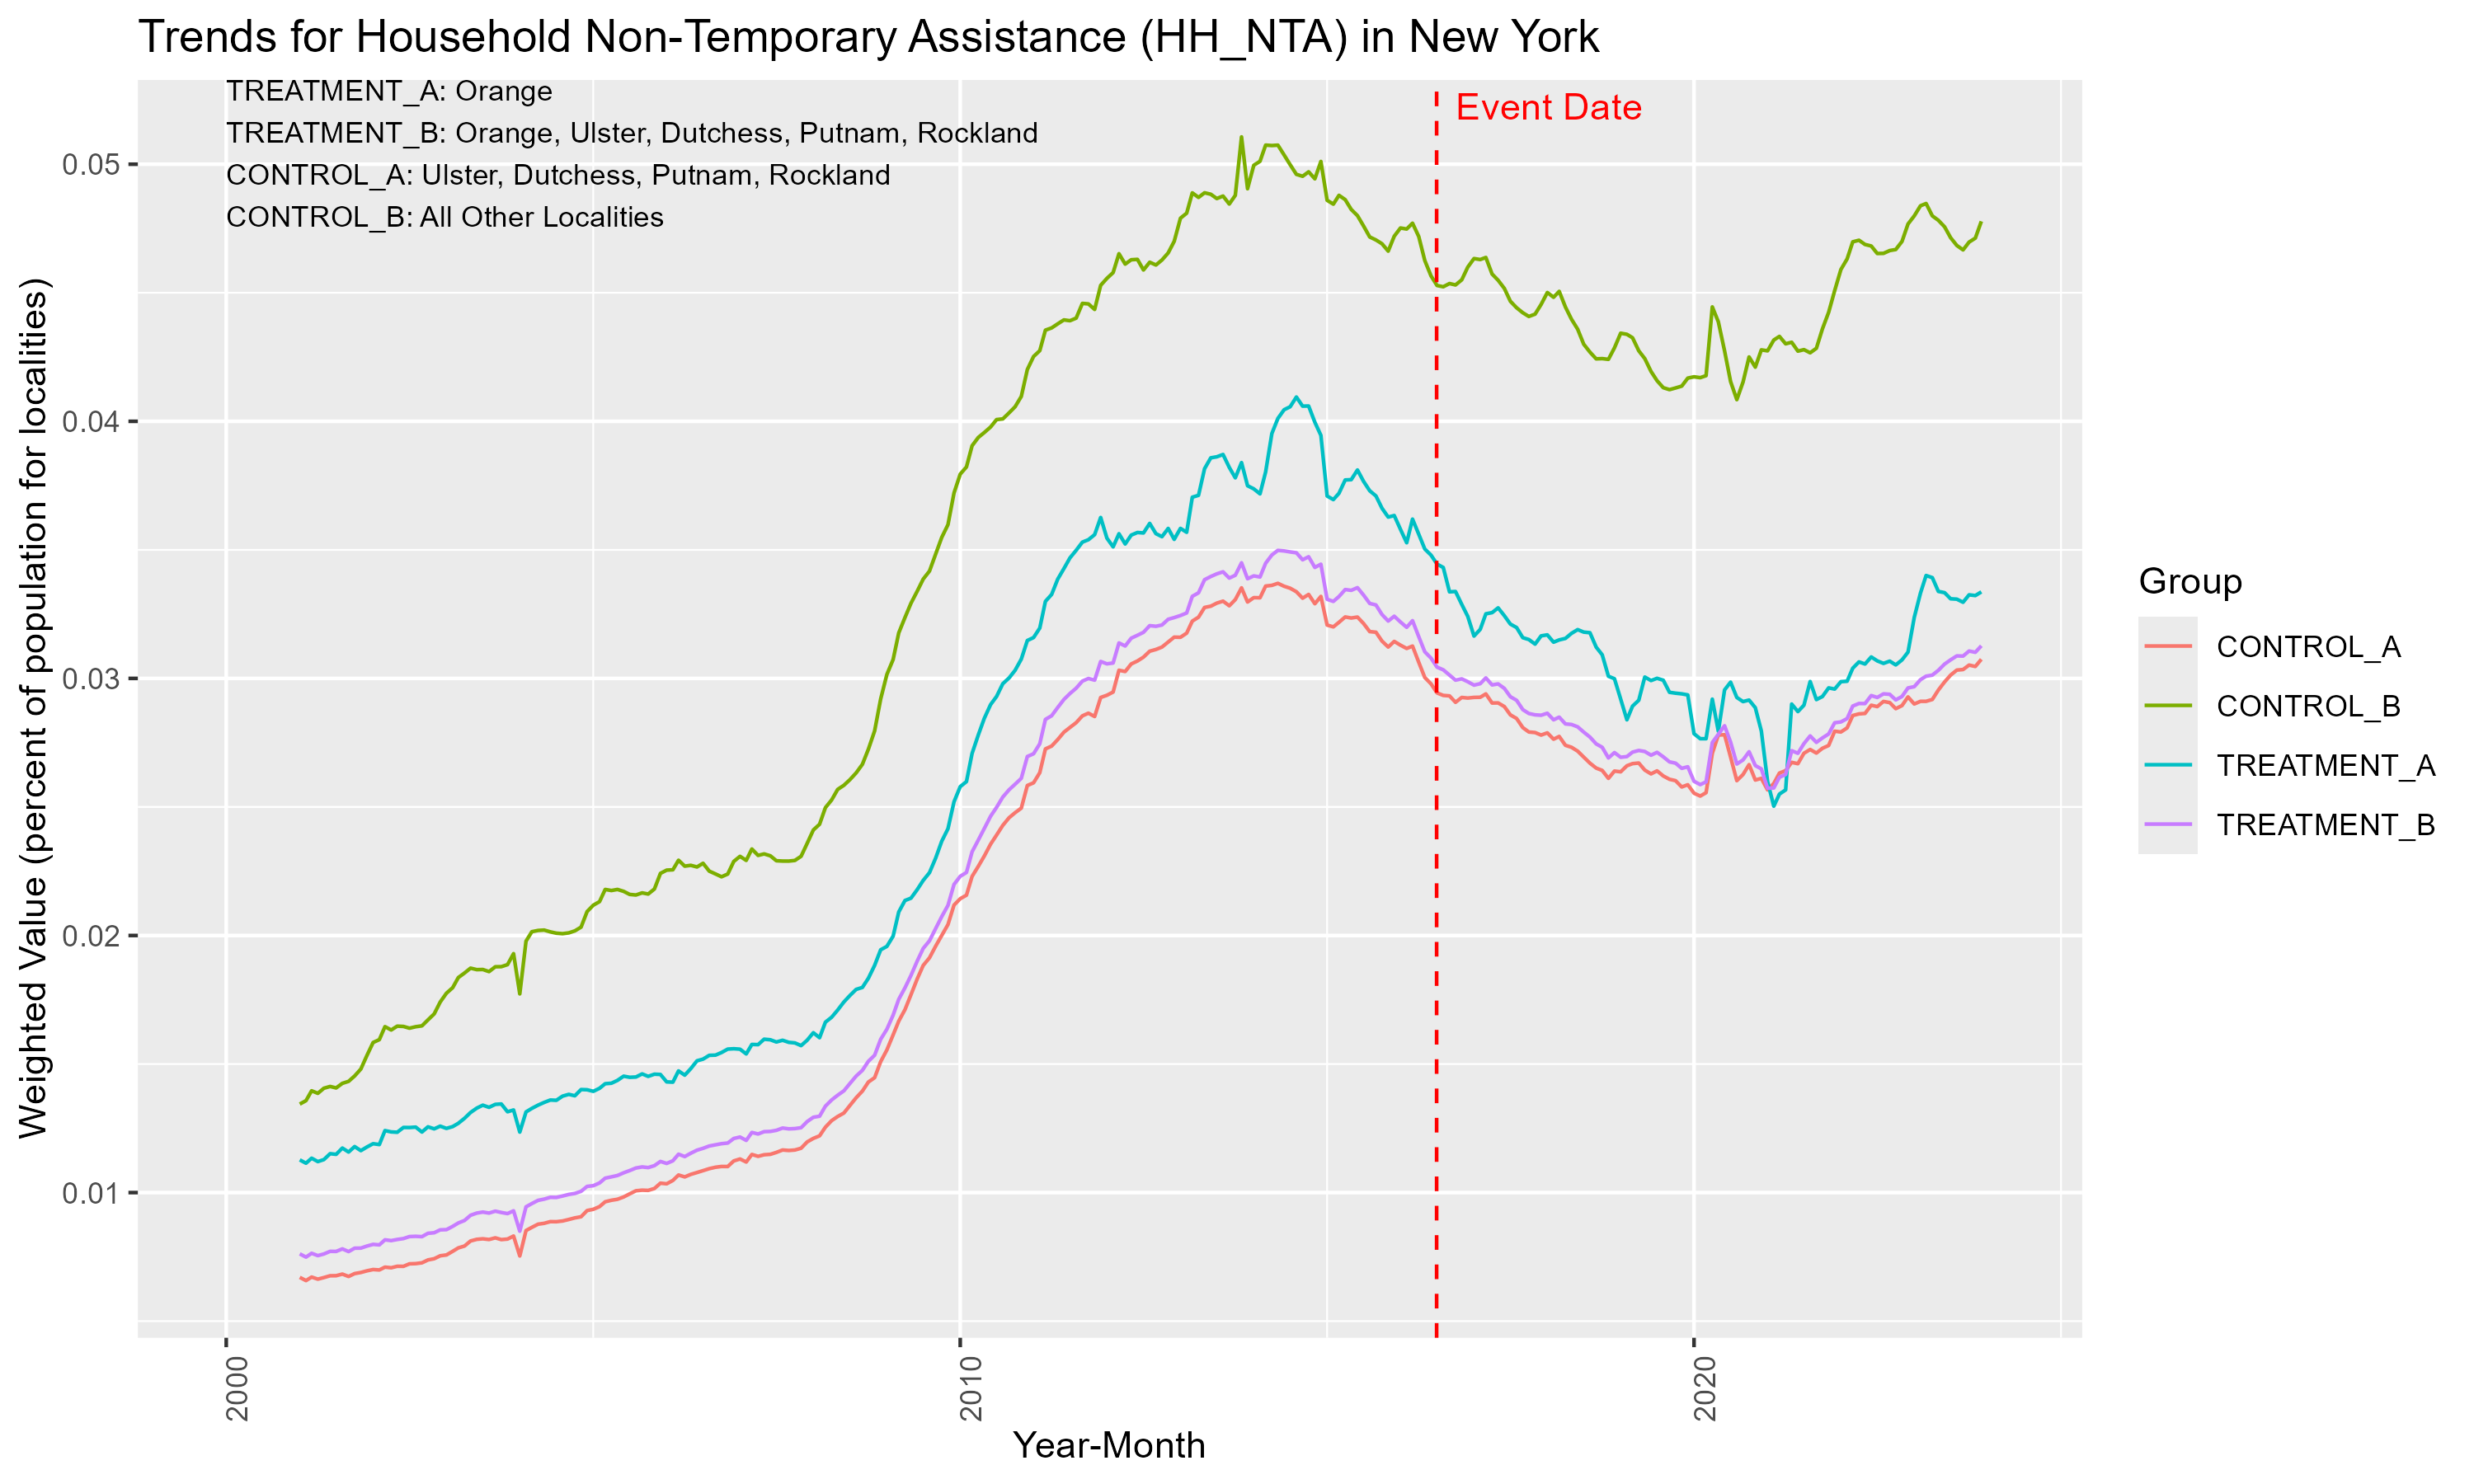 Trends for Household Non-Temporary Assistance (HH_NTA) in New York
TREATMENT_A: Orange
TREATMENT_B: Orange, Ulster, Dutchess, Putnam, Rockland
CONTROL_A: Ulster, Dutchess, Putnam, Rockland
CONTROL_B: All Other Localities
Event Date
Weighted Value (percent of population for localities)
0.05
0.04
0.03
0.02
0.01
2000
2010
2020
Year-Month
Group
CONTROL_A
CONTROL_B
TREATMENT_A
TREATMENT_B